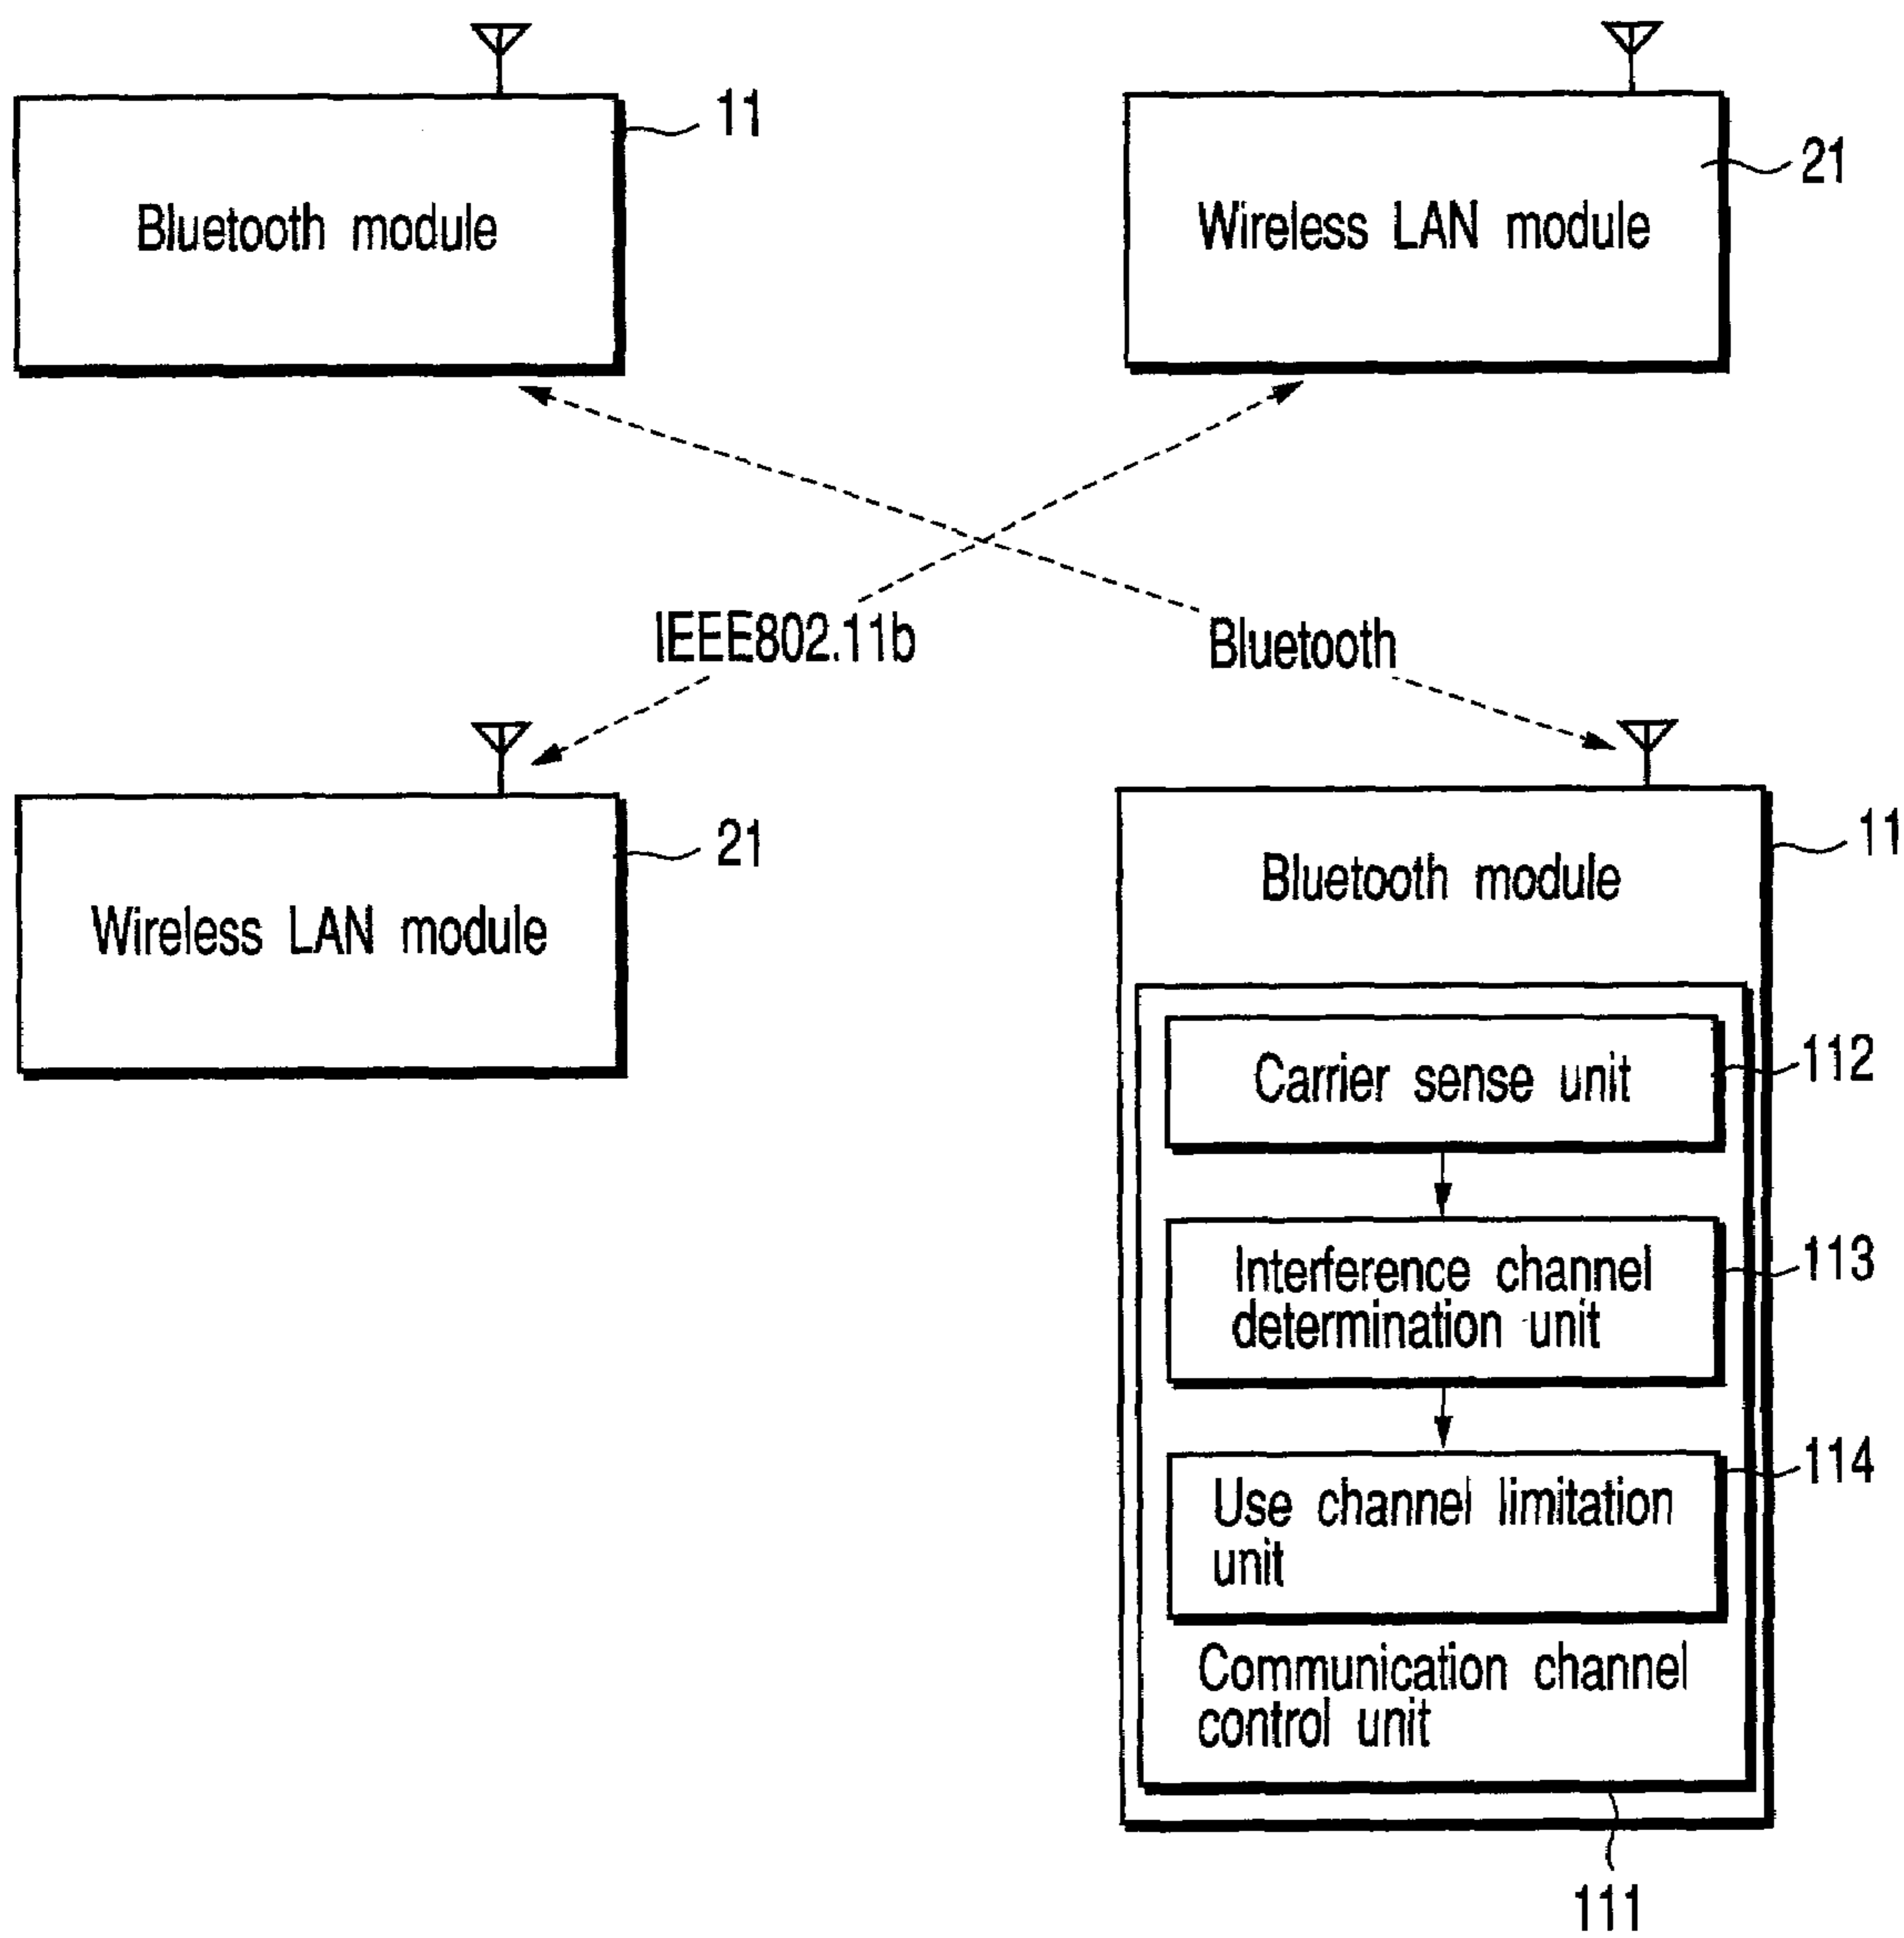 11
Bluetooth module
21
Wireless LAN module
IEEE802.11b
Bluetooth
21
Wireless LAN module
11
Bluetooth module
Carrier sense unit
112
Interference channel
determination unit
113
Use channel limitation
unit
114
Communication channel
control unit
111